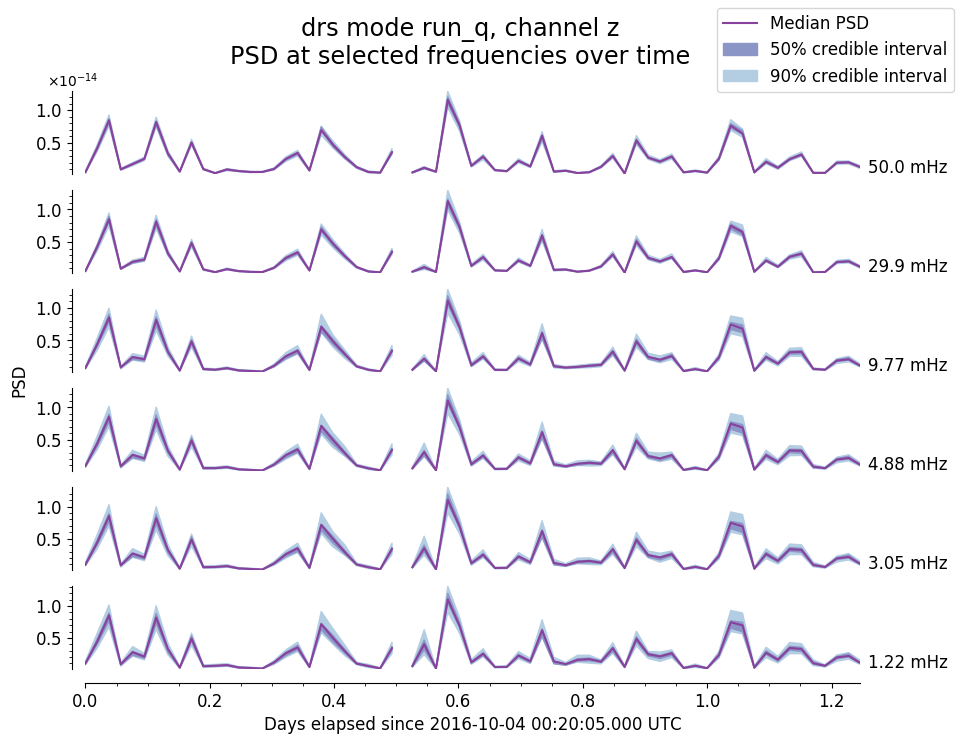 drs mode run_q, channel z
PSD at selected frequencies over time
Median PSD
50% credible interval
90% credible interval
×10⁻¹⁴
1.0
0.5
50.0 mHz
1.0
0.5
29.9 mHz
1.0
0.5
9.77 mHz
PSD
1.0
0.5
4.88 mHz
1.0
0.5
3.05 mHz
1.0
0.5
1.22 mHz
0.0 0.2 0.4 0.6 0.8 1.0 1.2
Days elapsed since 2016-10-04 00:20:05.000 UTC